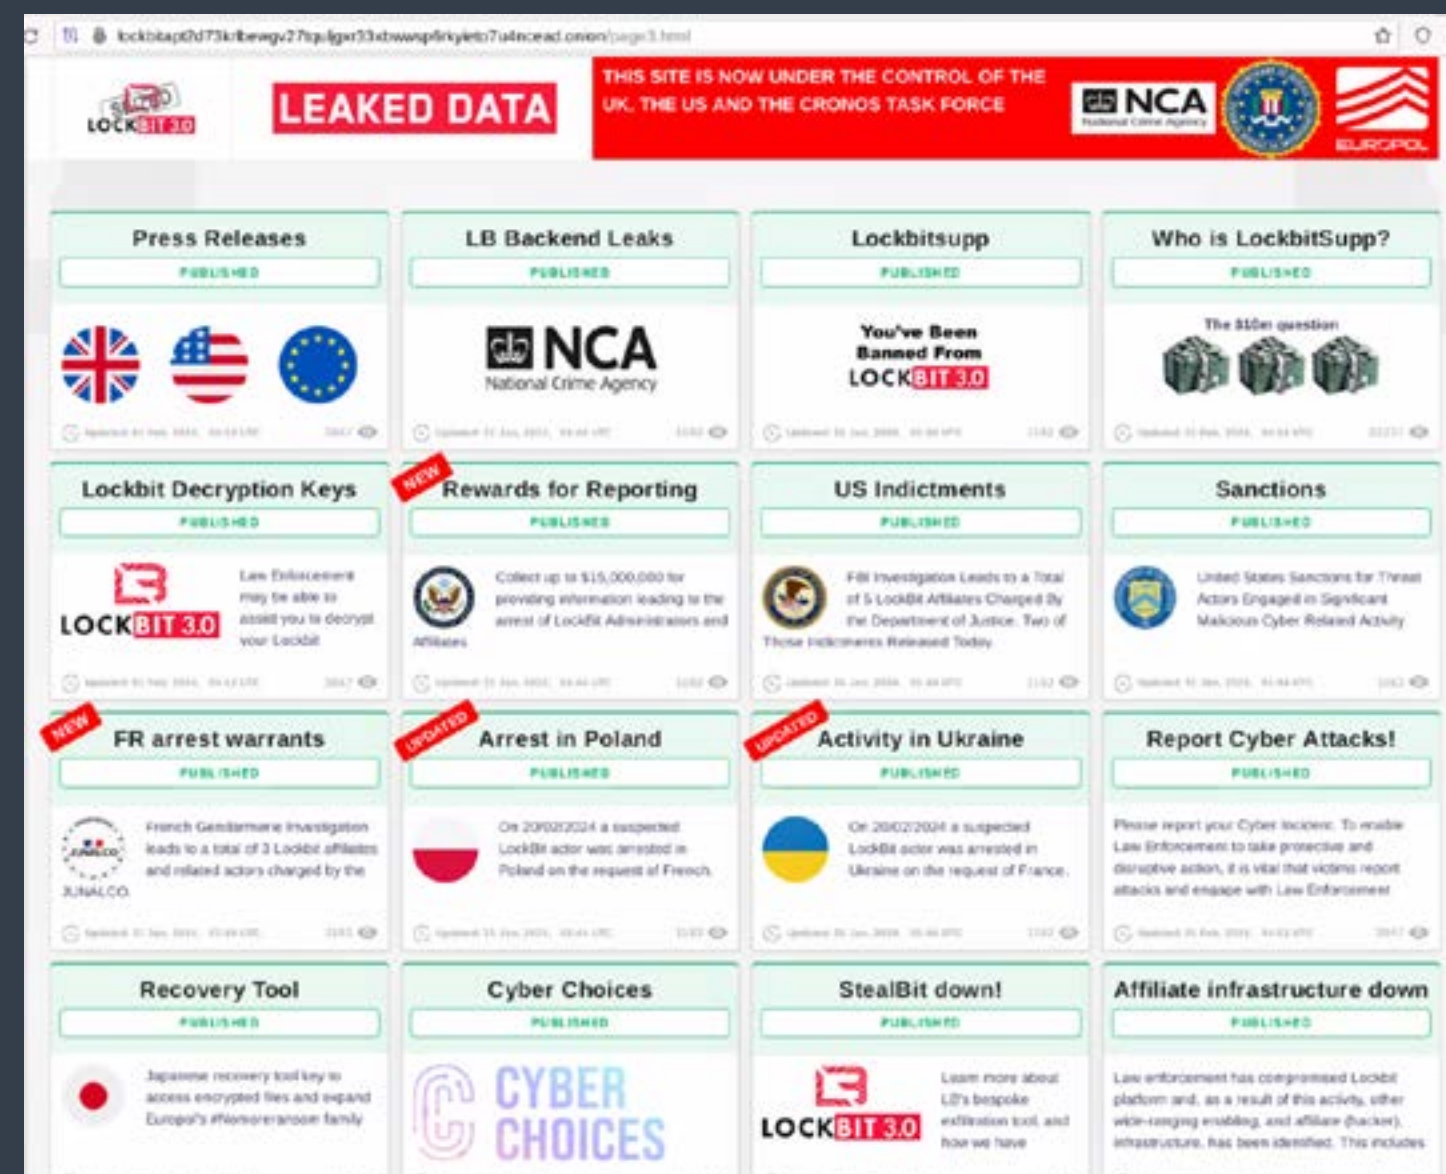 LOCKBIT 3.0
LEAKED DATA
THIS SITE IS NOW UNDER THE CONTROL OF THE
UK, THE US AND THE CRONOS TASK FORCE
NCA
National Crime Agency
EUROPOL
Press Releases
PUBLISHED
LB Backend Leaks
PUBLISHED
NCA
National Crime Agency
Lockbitsupp
PUBLISHED
You've Been
Banned From
LOCKBIT 3.0
Who is LockbitSupp?
PUBLISHED
The $10m question
Lockbit Decryption Keys
PUBLISHED
LOCKBIT 3.0
Law Enforcement
may be able to
assist you to decrypt
your Lockbit
NEW
Rewards for Reporting
PUBLISHED
Collect up to $15,000,000 for
providing information leading to the
arrest of LockBit Administrators and
Affiliates
US Indictments
PUBLISHED
FBI Investigation Leads to a Total
of 5 LockBit Affiliates Charged By
the Department of Justice. Two of
Those Indictments Released Today.
Sanctions
PUBLISHED
United States Sanctions for Threat
Actors Engaged in Significant
Malicious Cyber Related Activity
NEW
FR arrest warrants
PUBLISHED
JUNALCO
French Gendarmerie Investigation
leads to a total of 3 Lockbit affiliates
and related actors charged by the
JUNALCO.
UPDATED
Arrest in Poland
PUBLISHED
On 20/02/2024 a suspected
LockBit actor was arrested in
Poland on the request of French.
UPDATED
Activity in Ukraine
PUBLISHED
On 20/02/2024 a suspected
LockBit actor was arrested in
Ukraine on the request of France.
Report Cyber Attacks!
PUBLISHED
Please report your Cyber Incident. To enable
Law Enforcement to take protective and
disruptive action, it is vital that victims report
attacks and engage with Law Enforcement
Recovery Tool
PUBLISHED
Japanese recovery tool key to
access encrypted files and expand
Europol's #Nomoreransom family
Cyber Choices
PUBLISHED
CYBER
CHOICES
StealBit down!
PUBLISHED
LOCKBIT 3.0
Learn more about
LB's bespoke
exfiltration tool, and
how we have
Affiliate infrastructure down
PUBLISHED
Law enforcement has compromised Lockbit
platform and, as a result of this activity, other
wide-ranging enabling, and affiliate (hacker),
infrastructure, has been identified. This includes